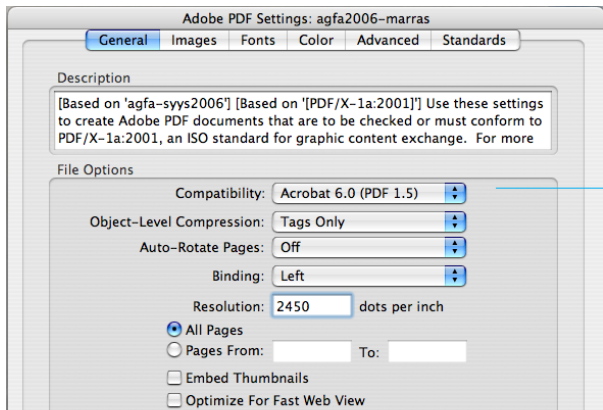 Adobe PDF Settings: agfa2006-marras
General Images Fonts Color Advanced Standards
Description
[Based on 'agfa-syys2006'] [Based on '[PDF/X-1a:2001]'] Use these settings
to create Adobe PDF documents that are to be checked or must conform to
PDF/X-1a:2001, an ISO standard for graphic content exchange. For more
File Options
Compatibility: Acrobat 6.0 (PDF 1.5)
Object-Level Compression: Tags Only
Auto-Rotate Pages: Off
Binding: Left
Resolution: 2450 dots per inch
All Pages
Pages From: To:
Embed Thumbnails
Optimize For Fast Web View